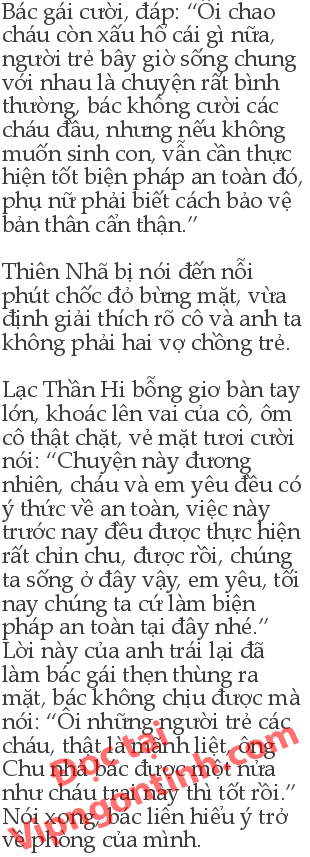 Bác gái cười, đáp: “Ôi chao
cháu còn xấu hổ cái gì nữa,
người trẻ bây giờ sống chung
với nhau là chuyện rất bình
thường, bác không cười các
cháu đâu, nhưng nếu không
muốn sinh con, vẫn cần thực
hiện tốt biện pháp an toàn đó,
phụ nữ phải biết cách bảo vệ
bản thân cẩn thận.”
Thiên Nhã bị nói đến nỗi
phút chốc đỏ bừng mặt, vừa
định giải thích rõ cô và anh ta
không phải hai vợ chồng trẻ.
Lạc Thần Hi bỗng giơ bàn tay
lớn, khoác lên vai của cô, ôm
cô thật chặt, vẻ mặt tươi cười
nói: “Chuyện này đương
nhiên, cháu và em yêu đều có
ý thức về an toàn, việc này
trước nay đều được thực hiện
rất chỉn chu, được rồi, chúng
ta sống ở đây vậy, em yêu, tối
nay chúng ta cứ làm biện
pháp an toàn tại đây nhé.”
Lời này của anh trái lại đã
làm bác gái thẹn thùng ra
mặt, bác không chịu được mà
nói: “Ôi những người trẻ các
cháu, thật là mãnh liệt, ông
Chu nhà bác được một nửa
như cháu trai này thì tốt rồi.”
Nói xong, bác liền hiểu ý trở
về phòng của mình.
Đọc tại
Vipngontinh.com